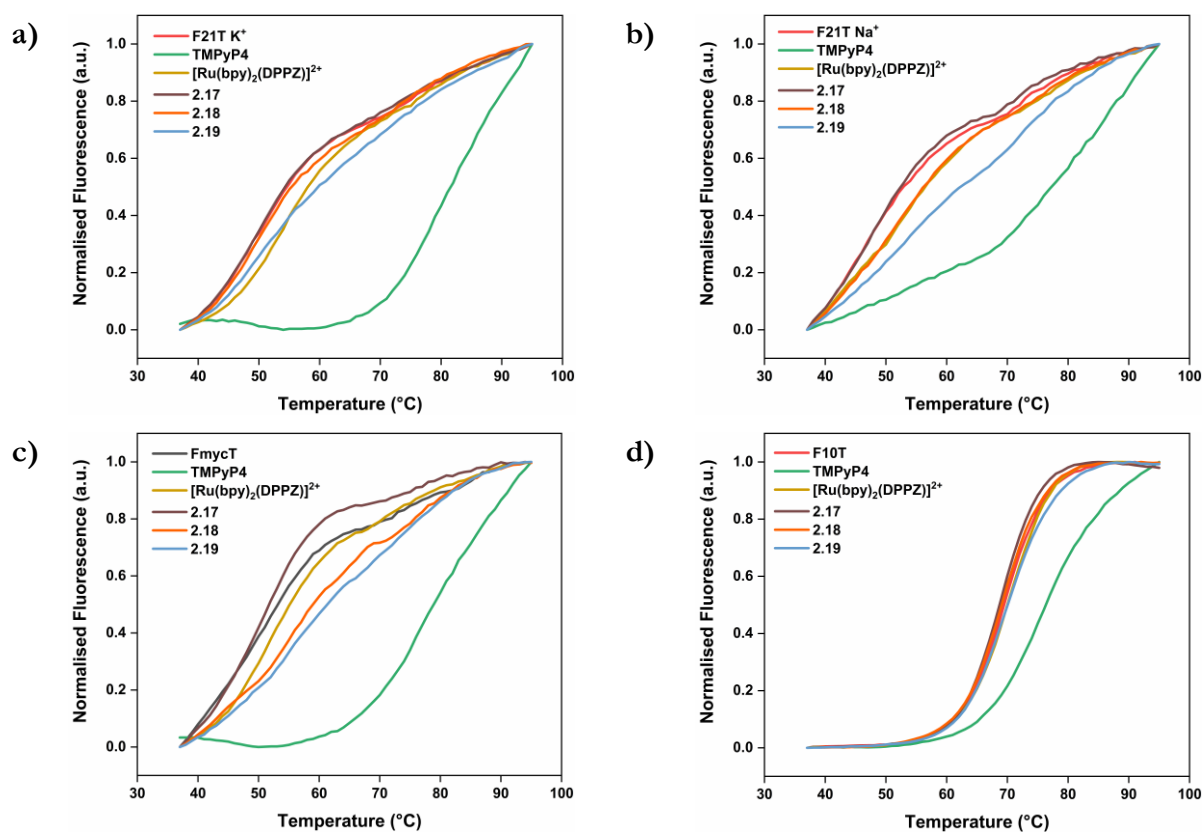 a)
F21T K⁺
TMPyP4
[Ru(bpy)₂(DPPZ)]²⁺
2.17
2.18
2.19
Normalised Fluorescence (a.u.)
1.0
0.8
0.6
0.4
0.2
0.0
30 40 50 60 70 80 90 100
Temperature (°C)
b)
F21T Na⁺
TMPyP4
[Ru(bpy)₂(DPPZ)]²⁺
2.17
2.18
2.19
Normalised Fluorescence (a.u.)
1.0
0.8
0.6
0.4
0.2
0.0
30 40 50 60 70 80 90 100
Temperature (°C)
c)
FmycT
TMPyP4
[Ru(bpy)₂(DPPZ)]²⁺
2.17
2.18
2.19
Normalised Fluorescence (a.u.)
1.0
0.8
0.6
0.4
0.2
0.0
30 40 50 60 70 80 90 100
Temperature (°C)
d)
F10T
TMPyP4
[Ru(bpy)₂(DPPZ)]²⁺
2.17
2.18
2.19
Normalised Fluorescence (a.u.)
1.0
0.8
0.6
0.4
0.2
0.0
30 40 50 60 70 80 90 100
Temperature (°C)